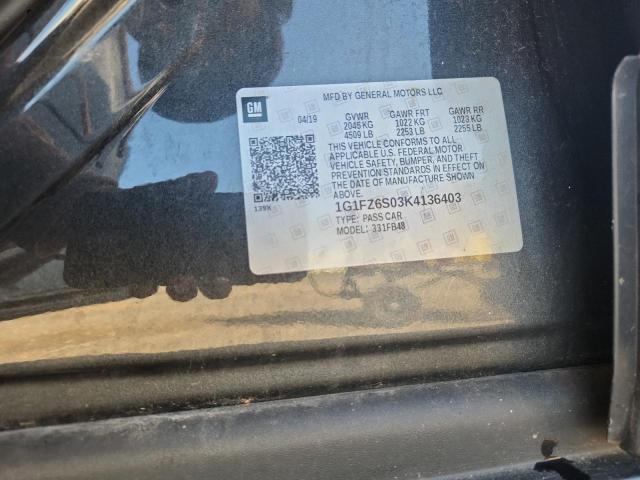 MFD BY GENERAL MOTORS LLC
GM
04/19
GVWR GAWR FRT GAWR RR
2045 KG 1022 KG 1023 KG
4509 LB 2253 LB 2255 LB
THIS VEHICLE CONFORMS TO ALL
APPLICABLE U.S. FEDERAL MOTOR
VEHICLE SAFETY, BUMPER, AND THEFT
PREVENTION STANDARDS IN EFFECT ON
THE DATE OF MANUFACTURE SHOWN
ABOVE.
139X
1G1FZ6S03K4136403
TYPE: PASS CAR
MODEL: 331FB48